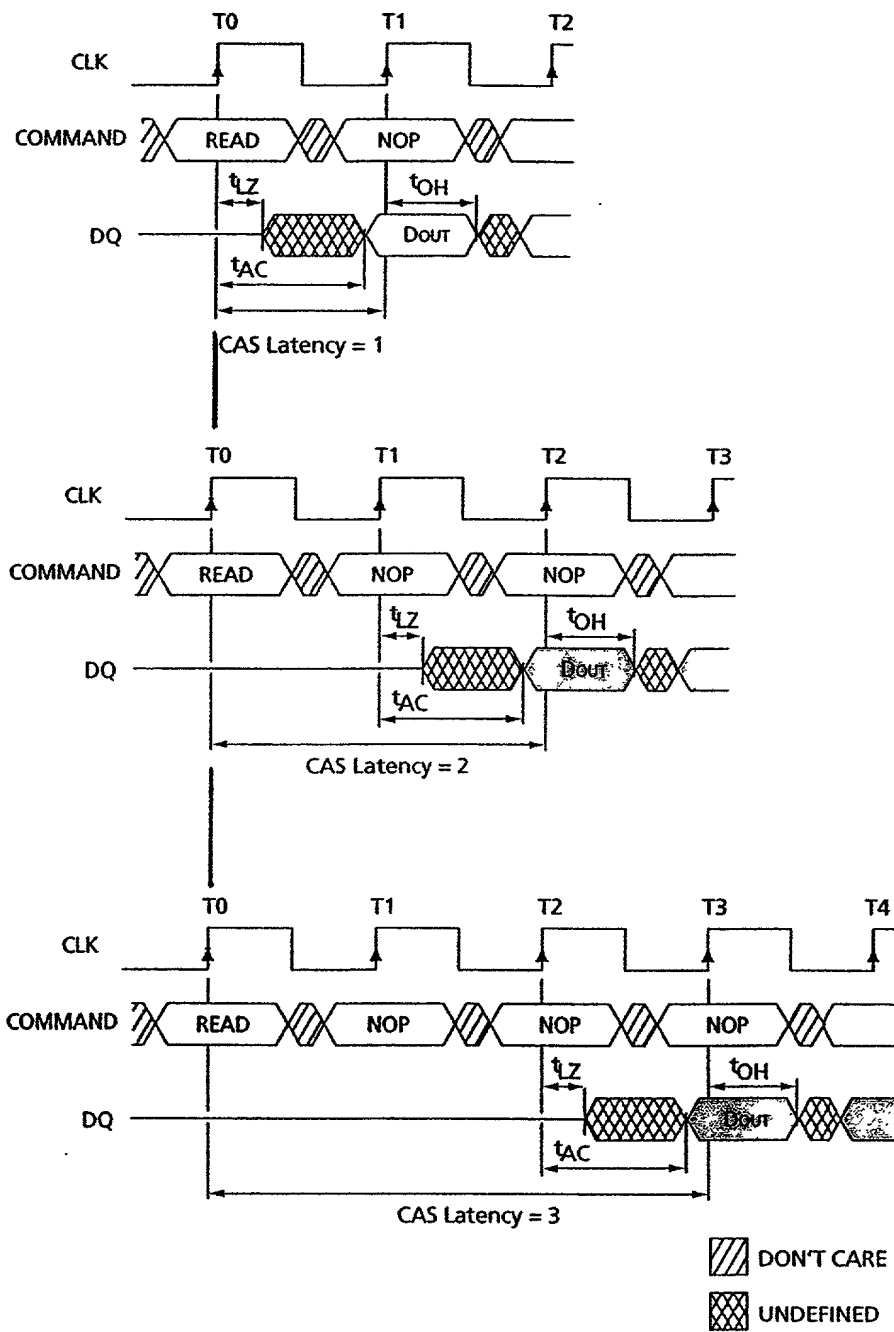 T0 T1 T2
CLK
COMMAND READ NOP
tLZ tOH
DQ DOUT
tAC
CAS Latency = 1
T0 T1 T2 T3
CLK
COMMAND READ NOP NOP
tLZ tOH
DQ DOUT
tAC
CAS Latency = 2
T0 T1 T2 T3 T4
CLK
COMMAND READ NOP NOP NOP
tLZ tOH
DQ DOUT
tAC
CAS Latency = 3
DON'T CARE
UNDEFINED